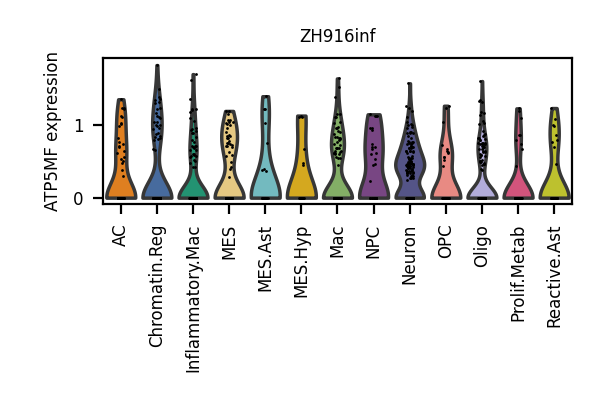 ZH916inf
ATP5MF expression
1
0
AC
Chromatin.Reg
Inflammatory.Mac
MES
MES.Ast
MES.Hyp
Mac
NPC
Neuron
OPC
Oligo
Prolif.Metab
Reactive.Ast